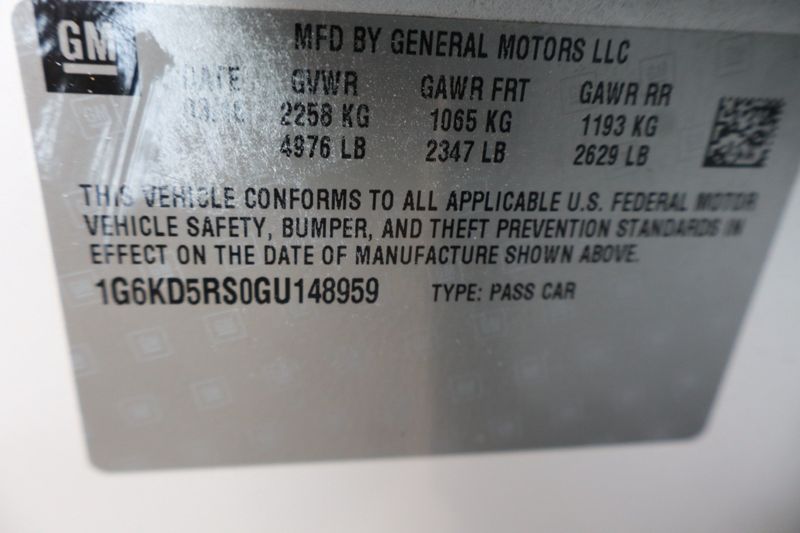 GM
MFD BY GENERAL MOTORS LLC
DATE GVWR GAWR FRT GAWR RR
2258 KG 1065 KG 1193 KG
4976 LB 2347 LB 2629 LB
THIS VEHICLE CONFORMS TO ALL APPLICABLE U.S. FEDERAL MOTOR
VEHICLE SAFETY, BUMPER, AND THEFT PREVENTION STANDARDS IN
EFFECT ON THE DATE OF MANUFACTURE SHOWN ABOVE.
1G6KD5RS0GU148959 TYPE: PASS CAR